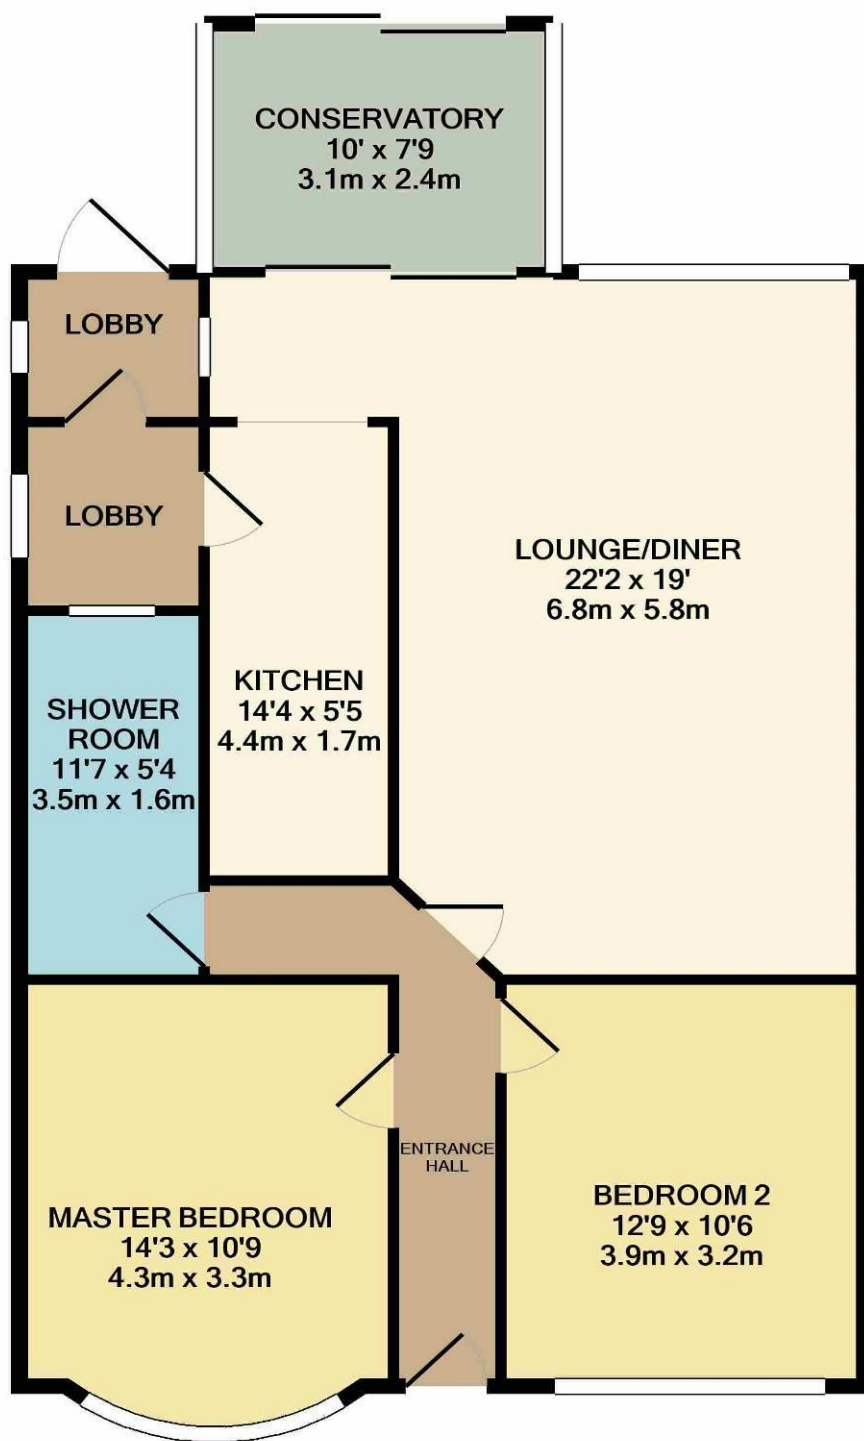 CONSERVATORY
10' x 7'9
3.1m x 2.4m
LOBBY
LOBBY
LOUNGE/DINER
22'2 x 19'
6.8m x 5.8m
KITCHEN
14'4 x 5'5
4.4m x 1.7m
SHOWER
ROOM
11'7 x 5'4
3.5m x 1.6m
ENTRANCE
HALL
MASTER BEDROOM
14'3 x 10'9
4.3m x 3.3m
BEDROOM 2
12'9 x 10'6
3.9m x 3.2m